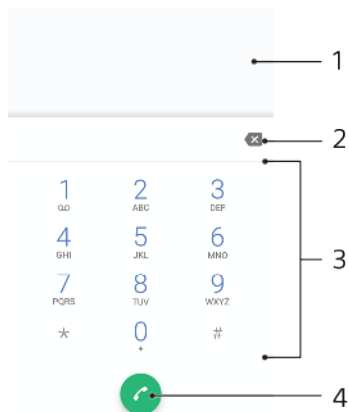 1
2
1 2 3
ABC DEF
4 5 6
GHI JKL MNO
3
7 8 9
PQRS TUV WXYZ
* 0 #
+
4